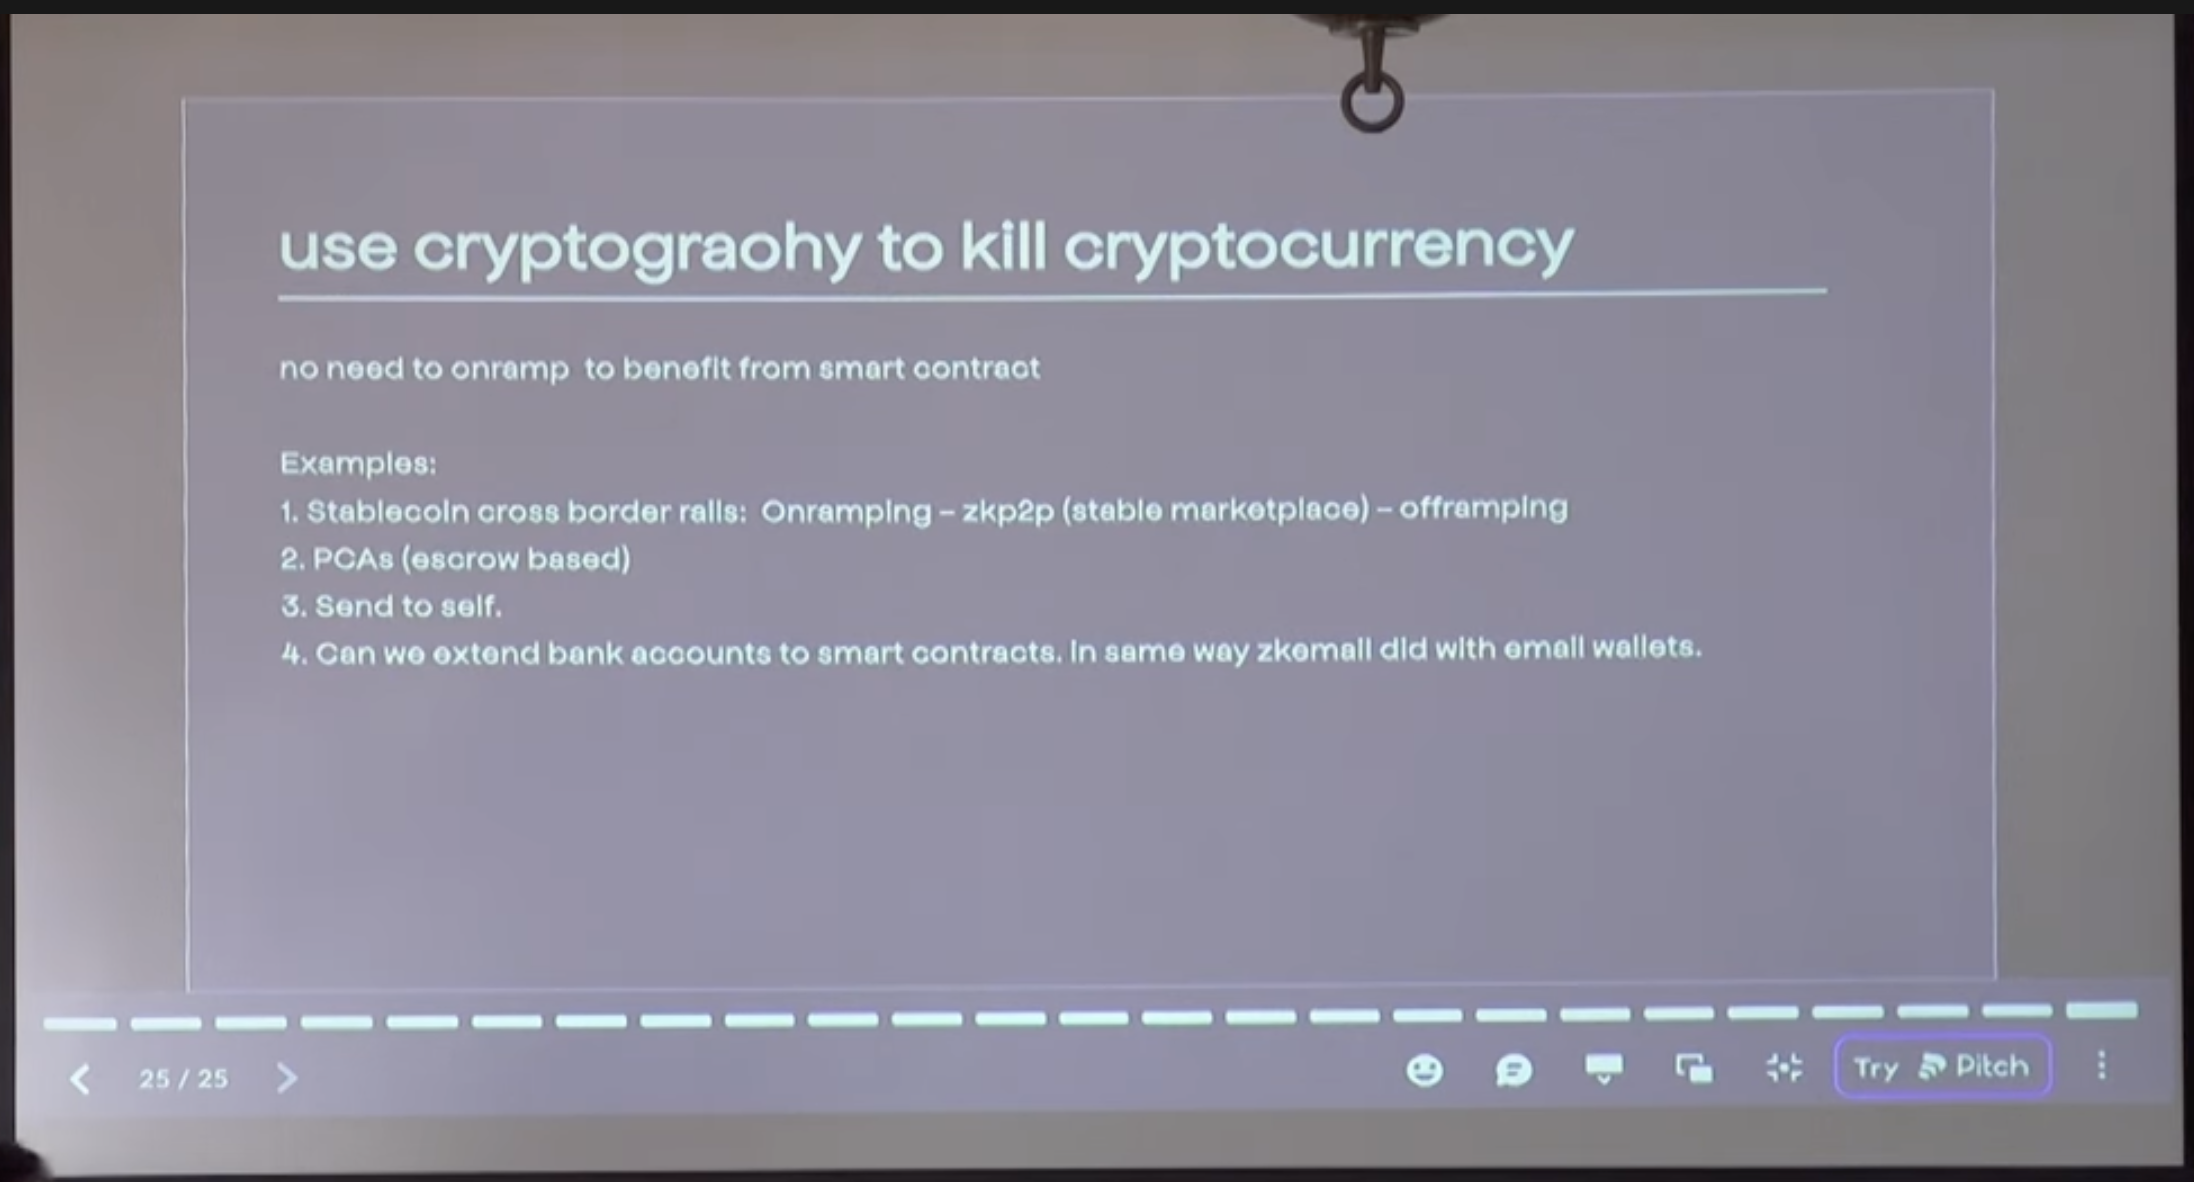 use cryptograohy to kill cryptocurrency
no need to onramp  to benefit from smart contract
Examples:
1. Stablecoin cross border rails:  Onramping – zkp2p (stable marketplace) – offramping
2. PCAs (escrow based)
3. Send to self.
4. Can we extend bank accounts to smart contracts. In same way zkemail did with email wallets.
25 / 25
Try Pitch